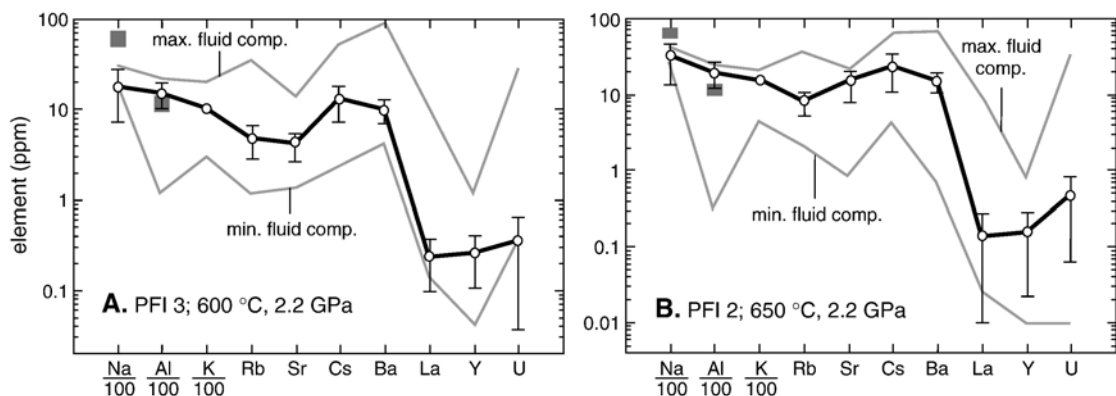 100
10
1
0.1
element (ppm)
max. fluid comp.
min. fluid comp.
A. PFI 3; 600 °C, 2.2 GPa
Na/100 Al/100 K/100 Rb Sr Cs Ba La Y U
100
10
1
0.1
0.01
max. fluid
comp.
min. fluid comp.
B. PFI 2; 650 °C, 2.2 GPa
Na/100 Al/100 K/100 Rb Sr Cs Ba La Y U